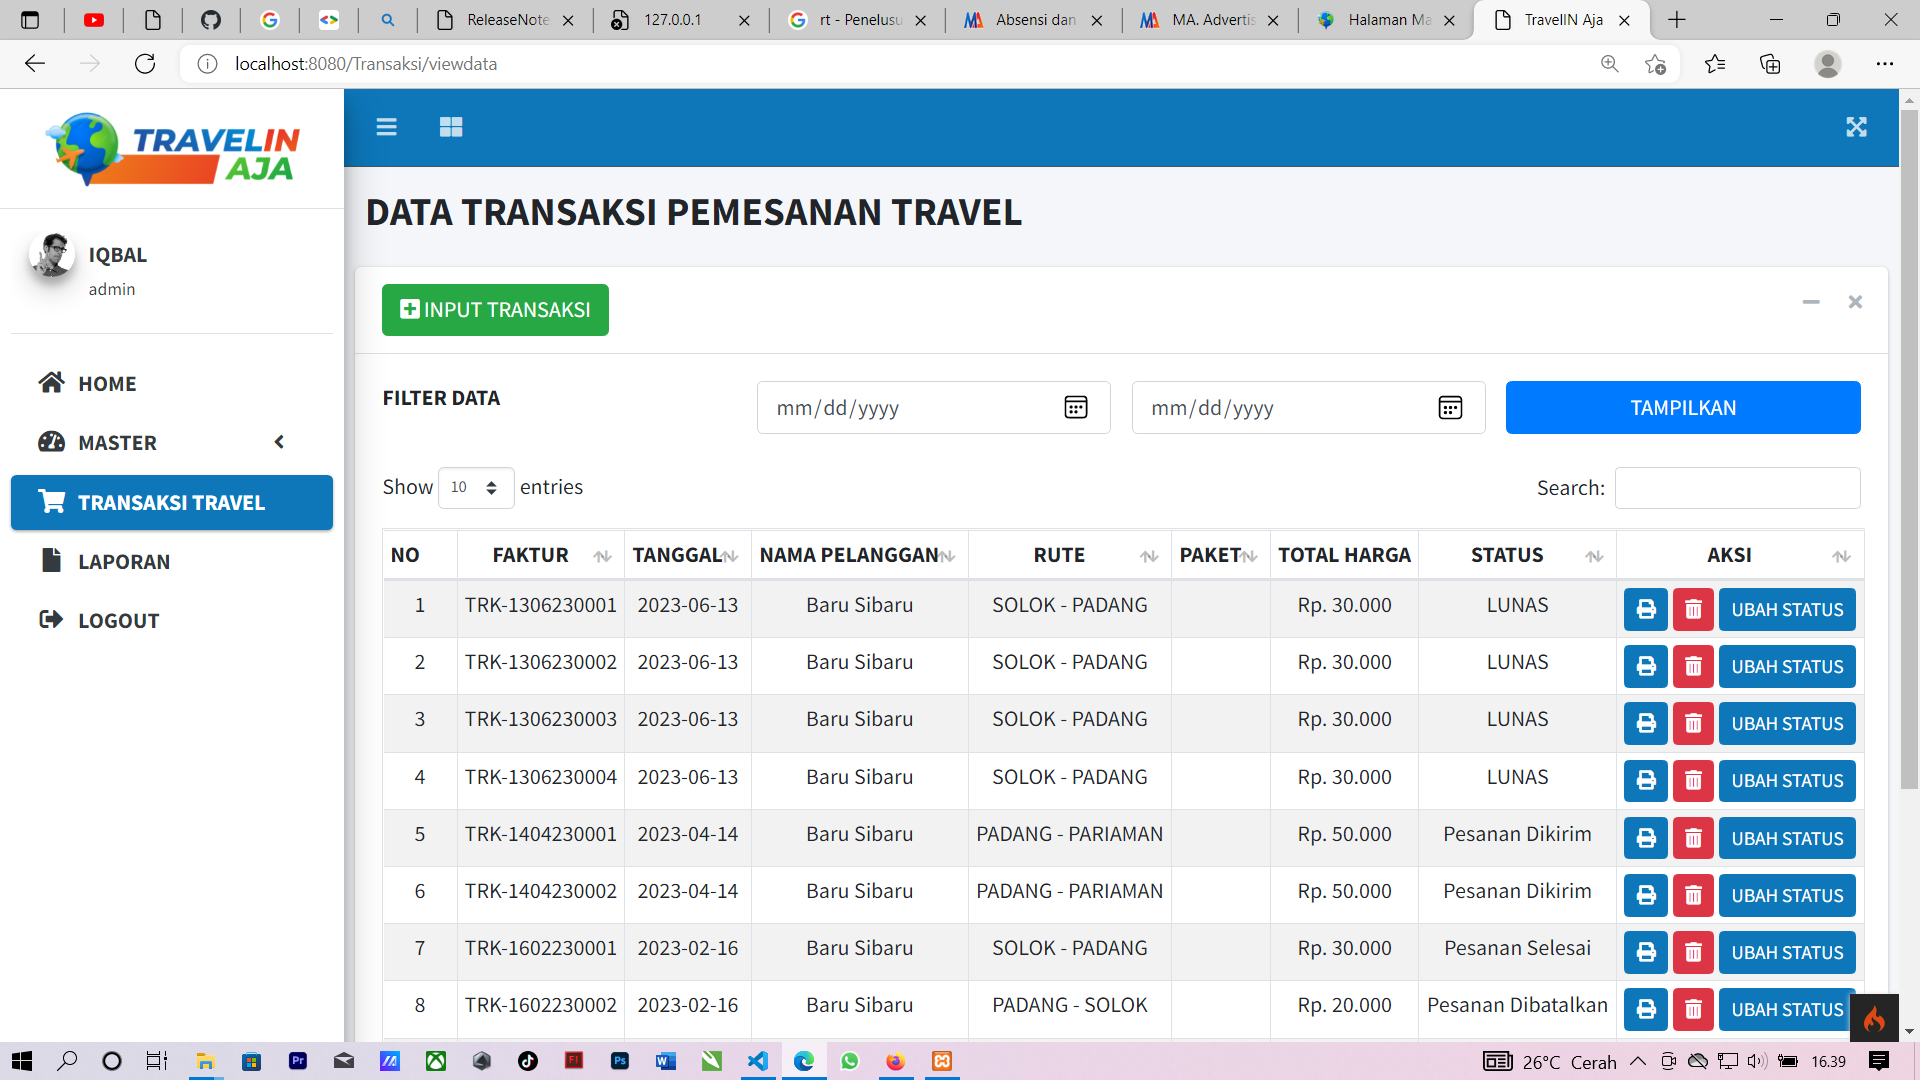 ReleaseNote
127.0.0.1
rt - Penelusu
Absensi dan
MA. Advertis
Halaman Ma
TravelIN Aja
localhost:8080/Transaksi/viewdata
TRAVELIN
AJA
IQBAL
admin
HOME
MASTER
TRANSAKSI TRAVEL
LAPORAN
LOGOUT
DATA TRANSAKSI PEMESANAN TRAVEL
INPUT TRANSAKSI
FILTER DATA mm/dd/yyyy mm/dd/yyyy TAMPILKAN
Show 10 entries Search:
NO FAKTUR TANGGAL NAMA PELANGGAN RUTE PAKET TOTAL HARGA STATUS AKSI
1 TRK-1306230001 2023-06-13 Baru Sibaru SOLOK - PADANG Rp. 30.000 LUNAS UBAH STATUS
2 TRK-1306230002 2023-06-13 Baru Sibaru SOLOK - PADANG Rp. 30.000 LUNAS UBAH STATUS
3 TRK-1306230003 2023-06-13 Baru Sibaru SOLOK - PADANG Rp. 30.000 LUNAS UBAH STATUS
4 TRK-1306230004 2023-06-13 Baru Sibaru SOLOK - PADANG Rp. 30.000 LUNAS UBAH STATUS
5 TRK-1404230001 2023-04-14 Baru Sibaru PADANG - PARIAMAN Rp. 50.000 Pesanan Dikirim UBAH STATUS
6 TRK-1404230002 2023-04-14 Baru Sibaru PADANG - PARIAMAN Rp. 50.000 Pesanan Dikirim UBAH STATUS
7 TRK-1602230001 2023-02-16 Baru Sibaru SOLOK - PADANG Rp. 30.000 Pesanan Selesai UBAH STATUS
8 TRK-1602230002 2023-02-16 Baru Sibaru PADANG - SOLOK Rp. 20.000 Pesanan Dibatalkan UBAH STATUS
26°C Cerah 16.39